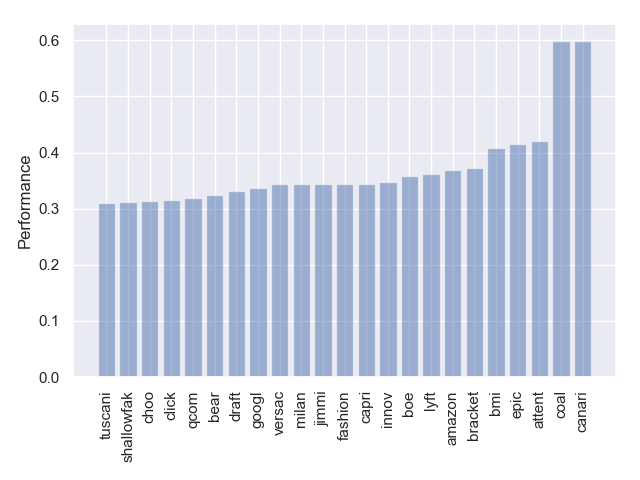 0.6
0.5
0.4
0.3
0.2
0.1
0.0
Performance
tuscani
shallowfak
choo
click
qcom
bear
draft
googl
versac
milan
jimmi
fashion
capri
innov
boe
lyft
amazon
bracket
bmi
epic
attent
coal
canari